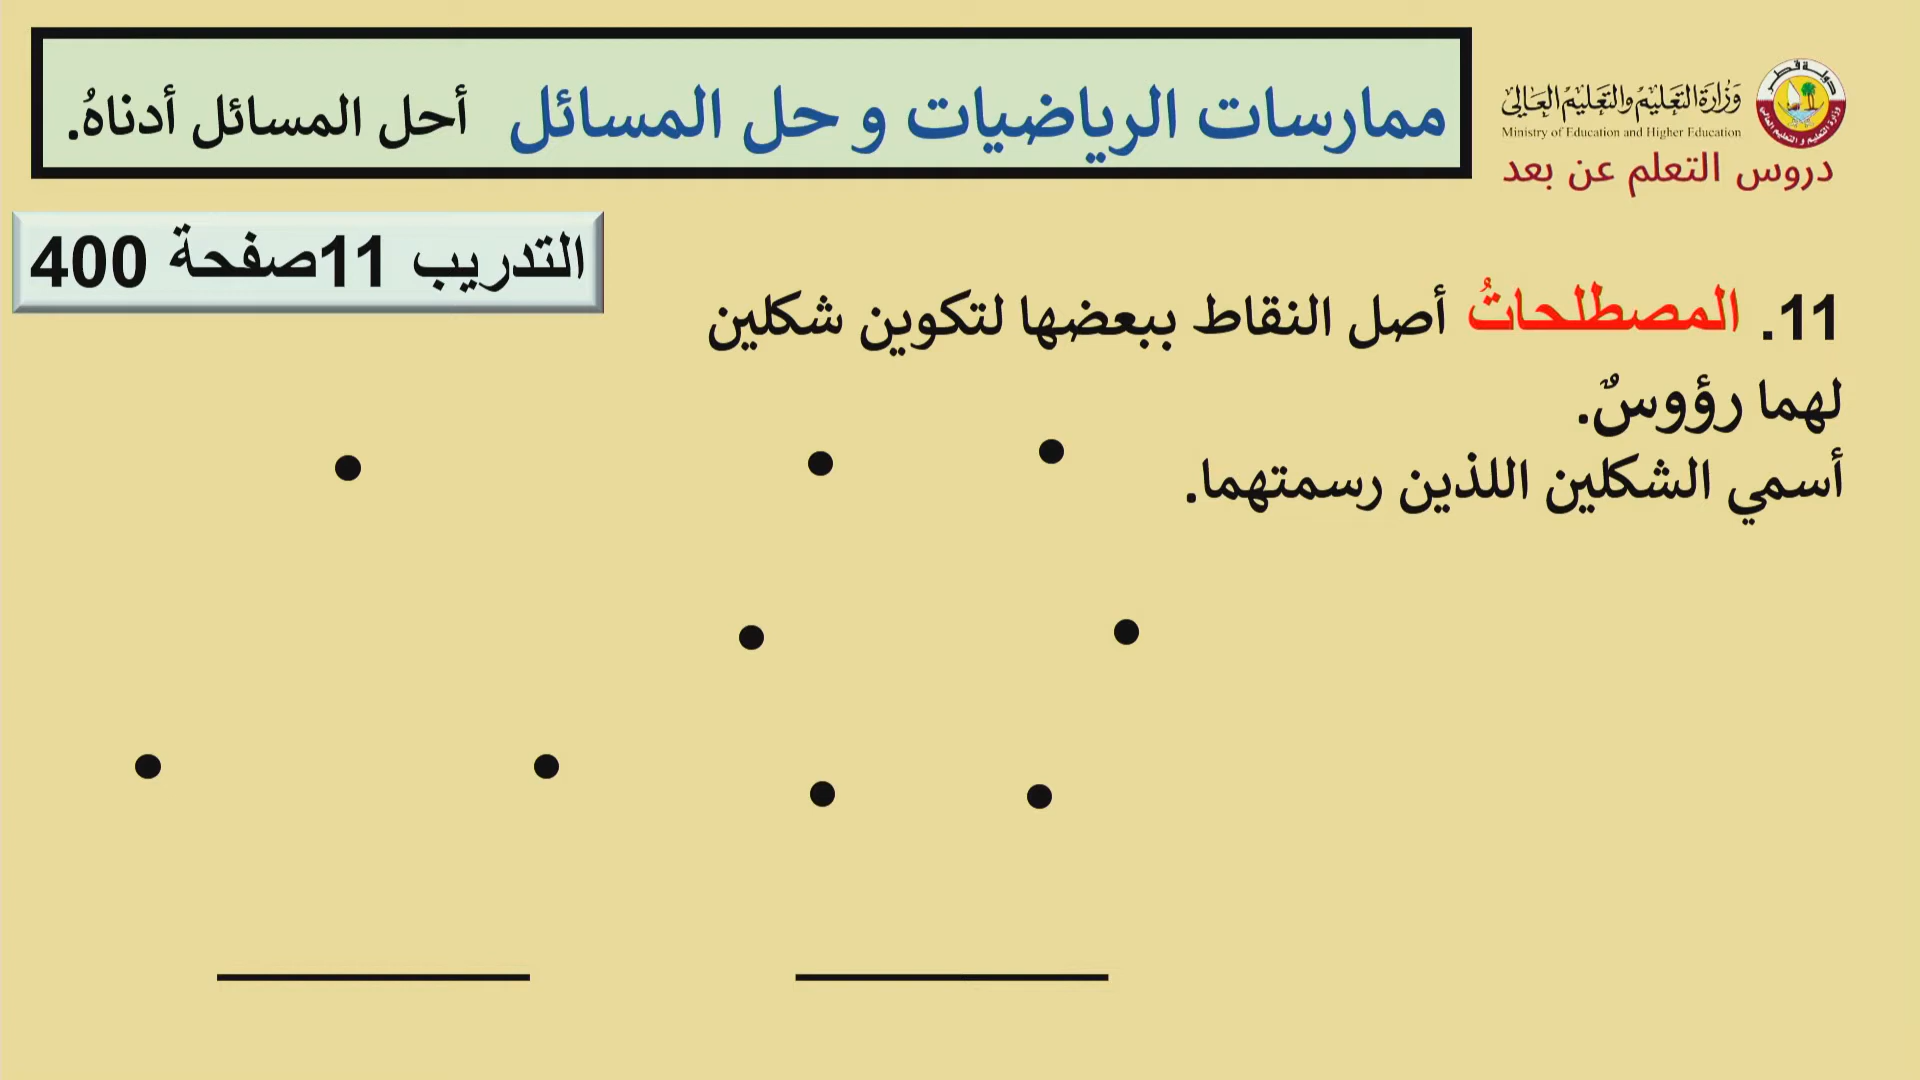 ممارسات الرياضيات و حل المسائل أحل المسائل أدناهُ.
وزارة التعليم والتعليم العالي
Ministry of Education and Higher Education
دروس التعلم عن بعد
التدريب 11صفحة 400
11. المصطلحاتُ أصل النقاط ببعضها لتكوين شكلين
لهما رؤوسٌ.
أسمي الشكلين اللذين رسمتهما.